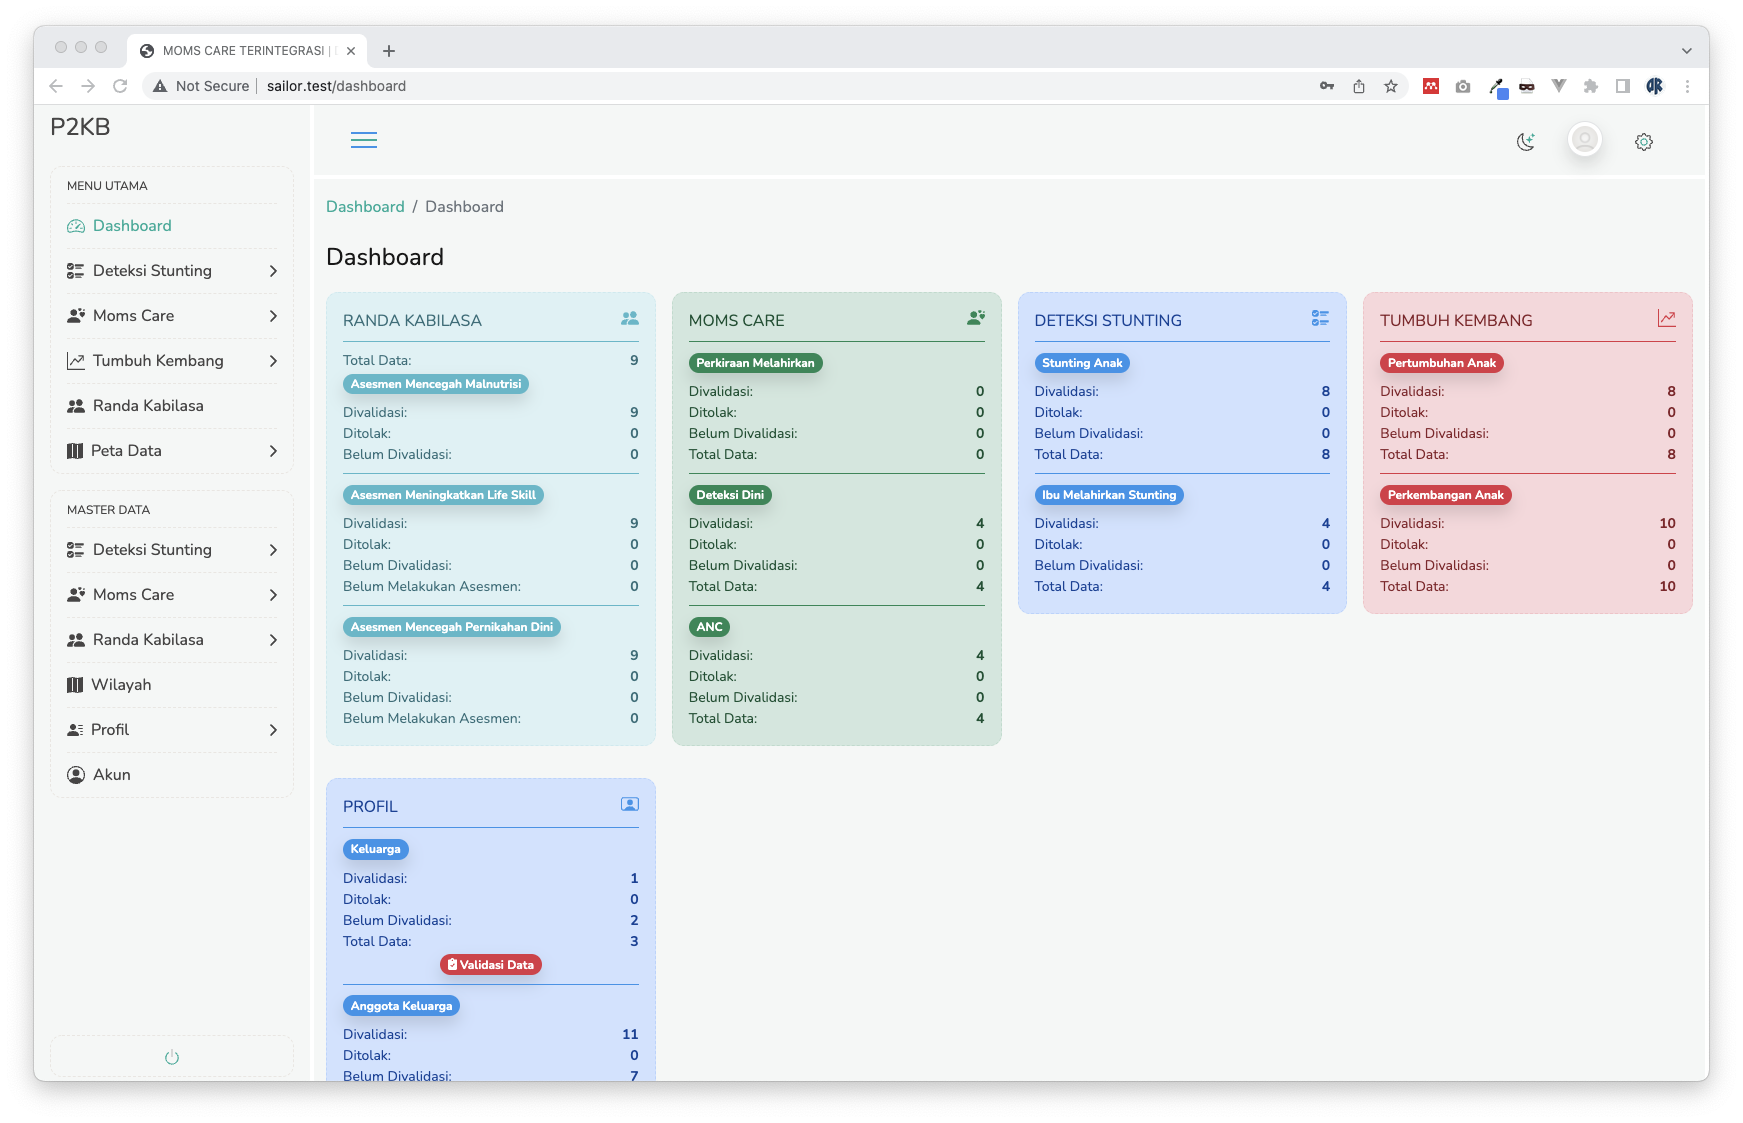 MOMS CARE TERINTEGRASI |
Not Secure | sailor.test/dashboard
P2KB
MENU UTAMA
Dashboard
Deteksi Stunting
Moms Care
Tumbuh Kembang
Randa Kabilasa
Peta Data
MASTER DATA
Deteksi Stunting
Moms Care
Randa Kabilasa
Wilayah
Profil
Akun
Dashboard / Dashboard
Dashboard
RANDA KABILASA
Total Data: 9
Asesmen Mencegah Malnutrisi
Divalidasi: 9
Ditolak: 0
Belum Divalidasi: 0
Asesmen Meningkatkan Life Skill
Divalidasi: 9
Ditolak: 0
Belum Divalidasi: 0
Belum Melakukan Asesmen: 0
Asesmen Mencegah Pernikahan Dini
Divalidasi: 9
Ditolak: 0
Belum Divalidasi: 0
Belum Melakukan Asesmen: 0
MOMS CARE
Perkiraan Melahirkan
Divalidasi: 0
Ditolak: 0
Belum Divalidasi: 0
Total Data: 0
Deteksi Dini
Divalidasi: 4
Ditolak: 0
Belum Divalidasi: 0
Total Data: 4
ANC
Divalidasi: 4
Ditolak: 0
Belum Divalidasi: 0
Total Data: 4
DETEKSI STUNTING
Stunting Anak
Divalidasi: 8
Ditolak: 0
Belum Divalidasi: 0
Total Data: 8
Ibu Melahirkan Stunting
Divalidasi: 4
Ditolak: 0
Belum Divalidasi: 0
Total Data: 4
TUMBUH KEMBANG
Pertumbuhan Anak
Divalidasi: 8
Ditolak: 0
Belum Divalidasi: 0
Total Data: 8
Perkembangan Anak
Divalidasi: 10
Ditolak: 0
Belum Divalidasi: 0
Total Data: 10
PROFIL
Keluarga
Divalidasi: 1
Ditolak: 0
Belum Divalidasi: 2
Total Data: 3
Validasi Data
Anggota Keluarga
Divalidasi: 11
Ditolak: 0
Belum Divalidasi: 7